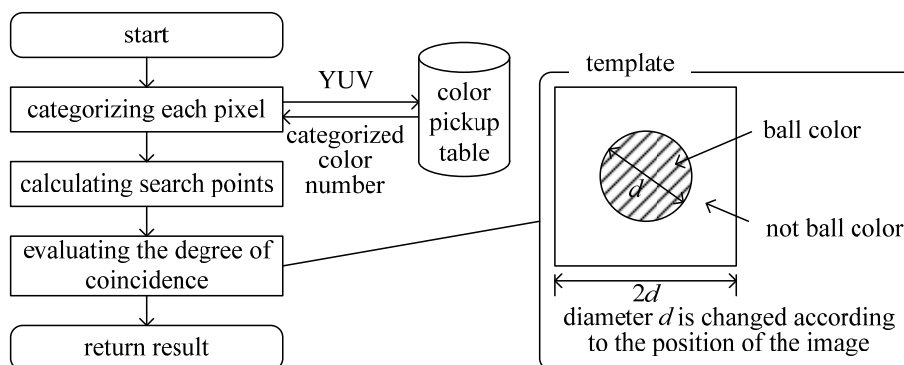 start
categorizing each pixel
calculating search points
evaluating the degree of
coincidence
return result
YUV
categorized
color
number
color
pickup
table
template
ball color
d
not ball color
2d
diameter d is changed according
to the position of the image